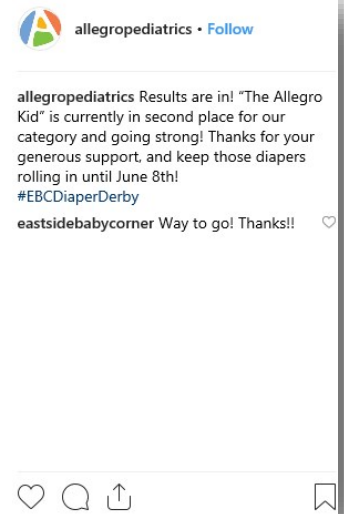 allegropediatrics • Follow
allegropediatrics Results are in! “The Allegro
Kid” is currently in second place for our
category and going strong! Thanks for your
generous support, and keep those diapers
rolling in until June 8th!
#EBCDiaperDerby
eastsidebabycorner Way to go! Thanks!!